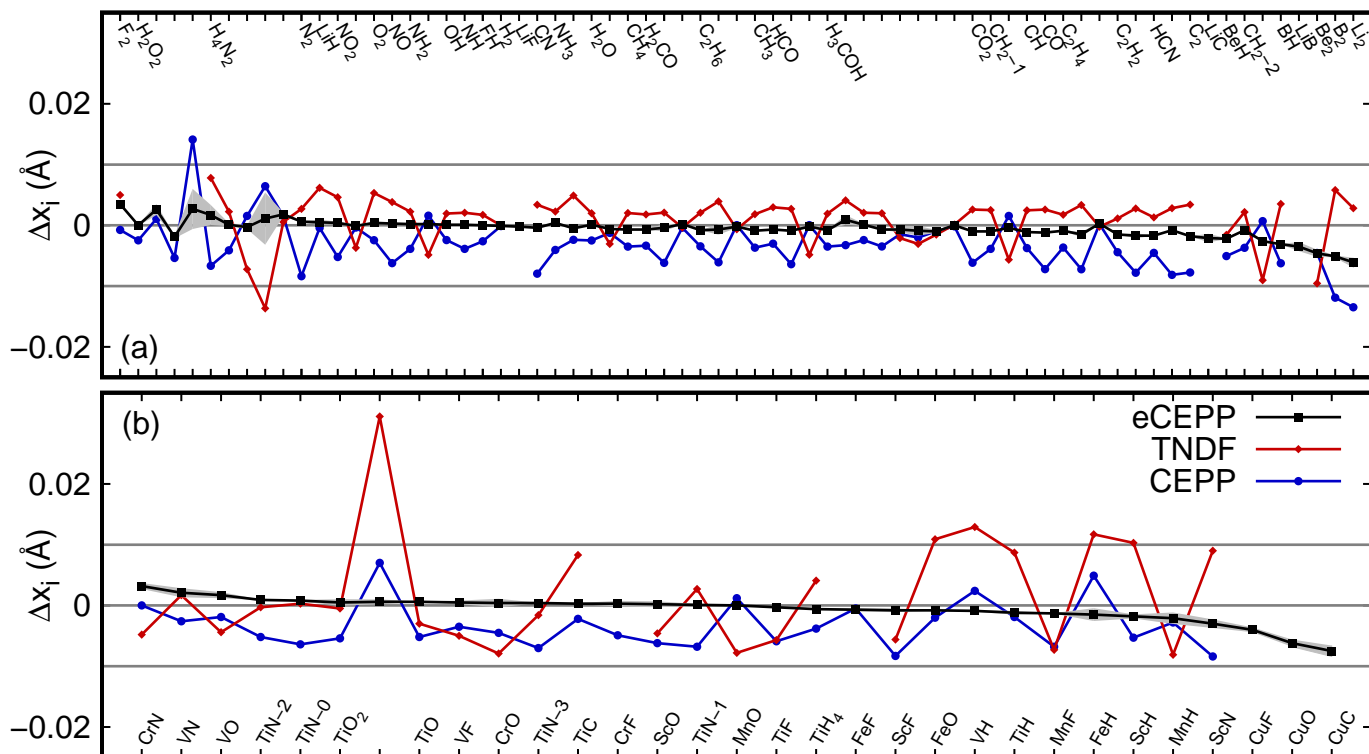 F2
H2O2
H4N2
N2
LiH
NO2
O2
NO
NH2
OH
NH
FH
H2
LiF
CN
NH3
H2O
CH4
H2CO
C2H6
CH3
HCO
H3COH
CO2
CH2−1
CH
CO
C2H4
C2H2
HCN
C2
LiC
BeH
CH2−2
BH
LiB
Be2
B2
Li2
0.02
0
−0.02
Δxi (Å)
(a)
(b)
eCEPP
TNDF
CEPP
0.02
0
−0.02
Δxi (Å)
CrN
VN
VO
TiN−2
TiN−0
TiO2
TiO
VF
CrO
TiN−3
TiC
CrF
ScO
TiN−1
MnO
TiF
TiH4
FeF
ScF
FeO
VH
TiH
MnF
FeH
ScH
MnH
ScN
CuF
CuO
CuC